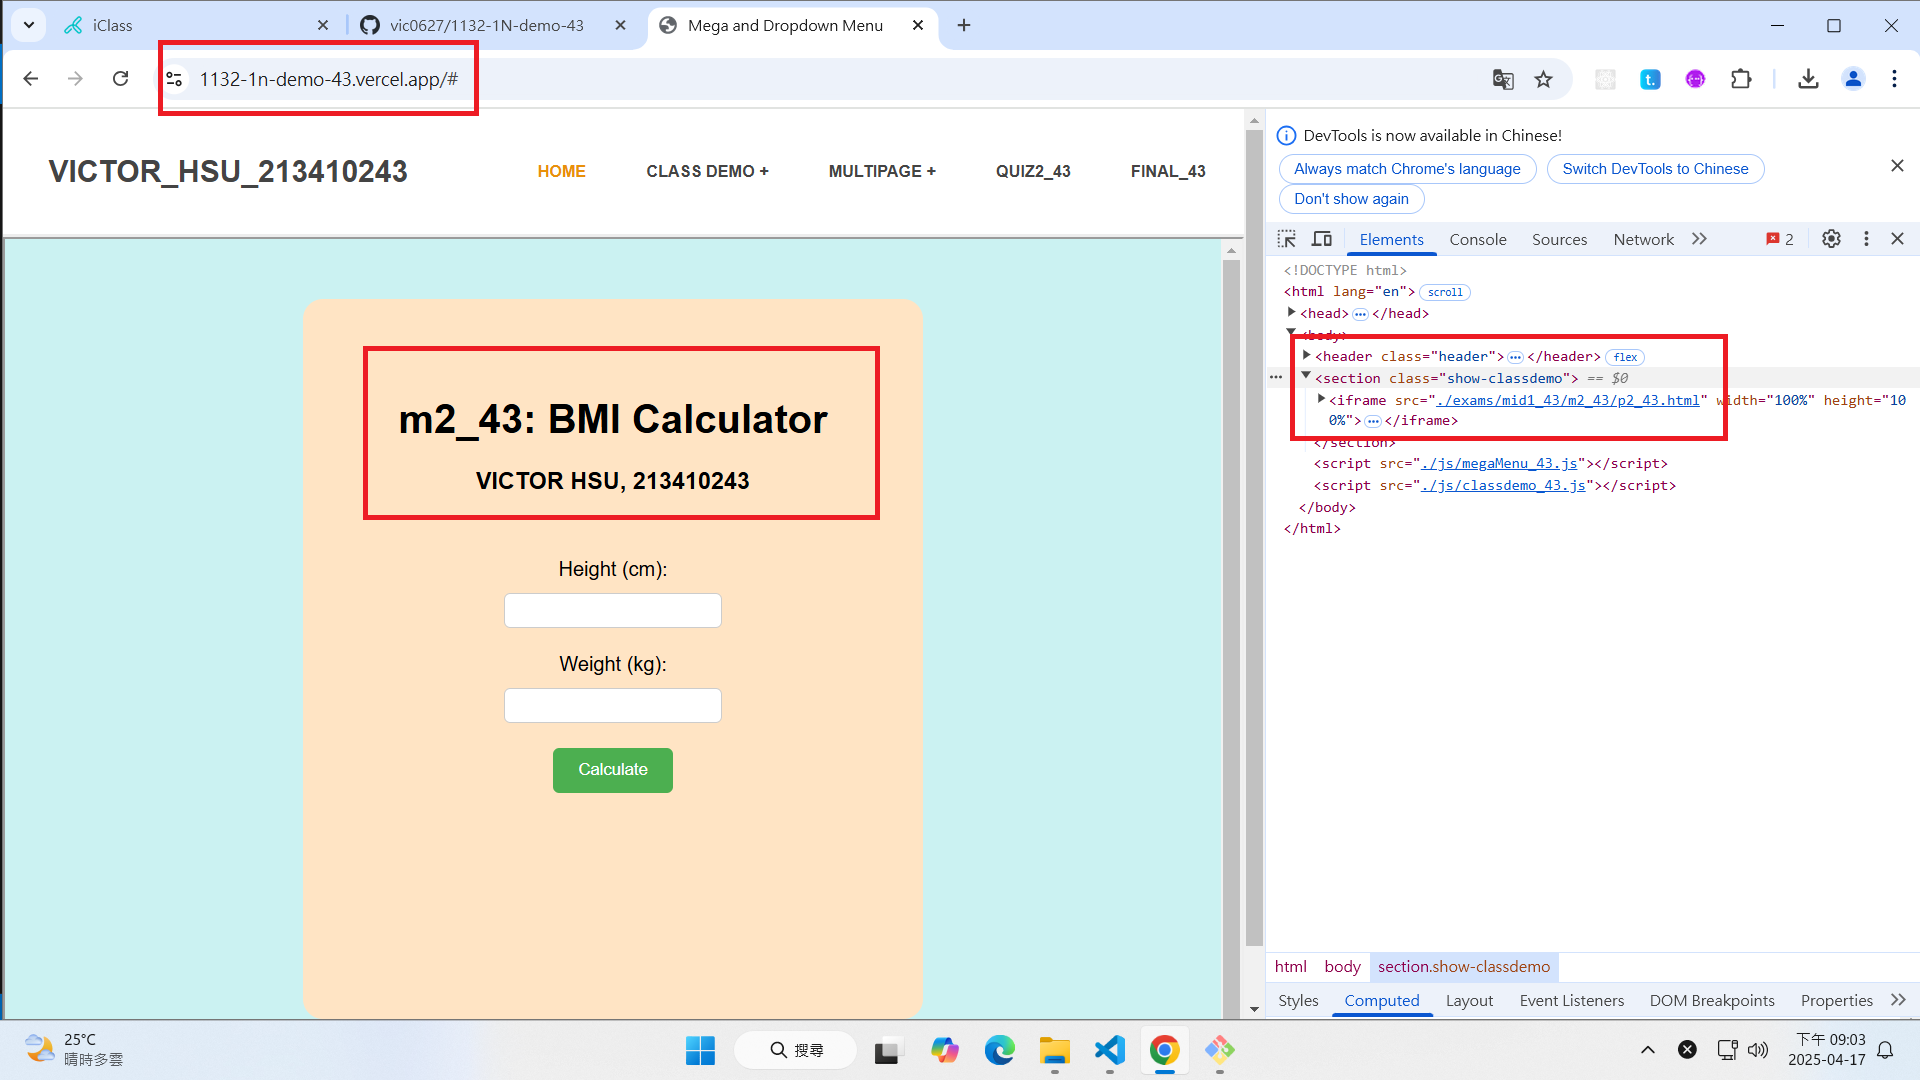 iClass
vic0627/1132-1N-demo-43
Mega and Dropdown Menu
1132-1n-demo-43.vercel.app/#
VICTOR_HSU_213410243
HOME
CLASS DEMO +
MULTIPAGE +
QUIZ2_43
FINAL_43
m2_43: BMI Calculator
VICTOR HSU, 213410243
Height (cm):
Weight (kg):
Calculate
DevTools is now available in Chinese!
Always match Chrome's language
Switch DevTools to Chinese
Don't show again
Elements
Console
Sources
Network
2
<!DOCTYPE html>
<html lang="en"> scroll
<head> ••• </head>
<body>
<header class="header"> ••• </header> flex
••• <section class="show-classdemo"> == $0
<iframe src="./exams/mid1_43/m2_43/p2_43.html" width="100%" height="10
0%"> ••• </iframe>
</section>
<script src="./js/megaMenu_43.js"></script>
<script src="./js/classdemo_43.js"></script>
</body>
</html>
html body section.show-classdemo
Styles
Computed
Layout
Event Listeners
DOM Breakpoints
Properties
25°C
晴時多雲
搜尋
下午 09:03
2025-04-17